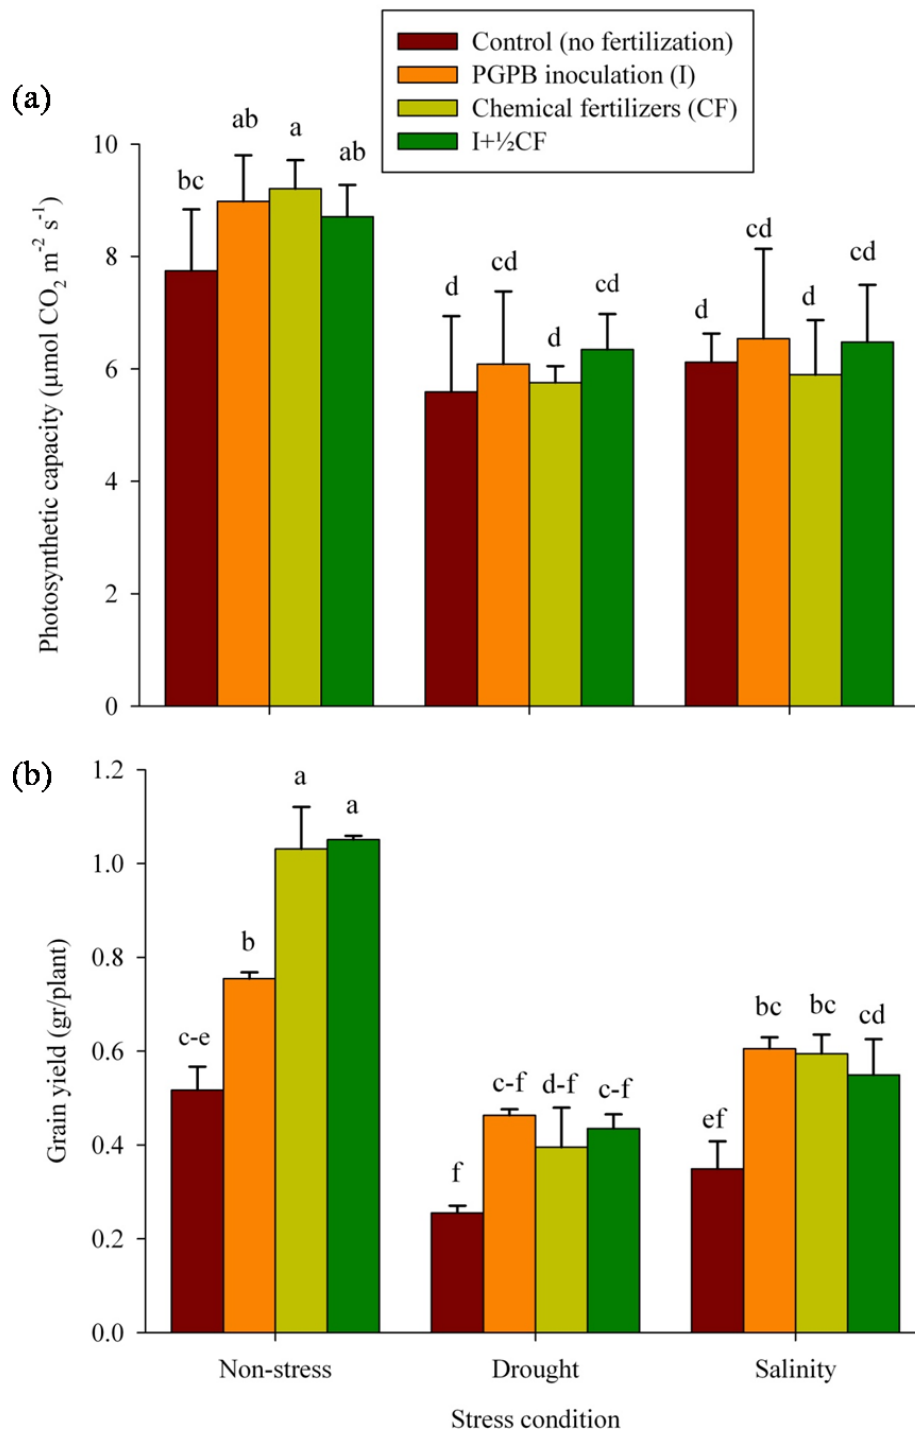 Control (no fertilization)
PGPB inoculation (I)
Chemical fertilizers (CF)
I+½CF
(a)
Photosynthetic capacity (μmol CO2 m-2 s-1)
10
8
6
4
2
0
bc
ab
a
ab
d
cd
d
cd
d
cd
d
cd
(b)
Grain yield (gr/plant)
1.2
1.0
0.8
0.6
0.4
0.2
0.0
c-e
b
a
a
f
c-f
d-f
c-f
ef
bc
bc
cd
Non-stress
Drought
Salinity
Stress condition